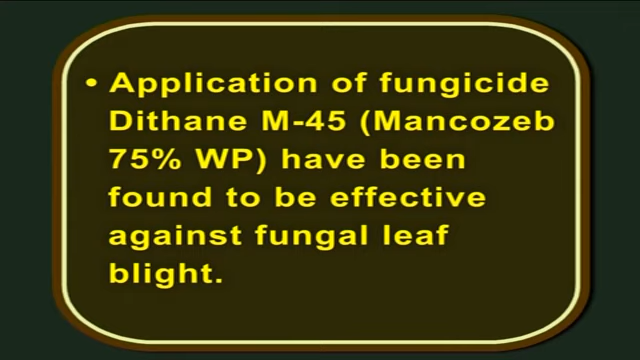 • Application of fungicide
Dithane M-45 (Mancozeb
75% WP) have been
found to be effective
against fungal leaf
blight.